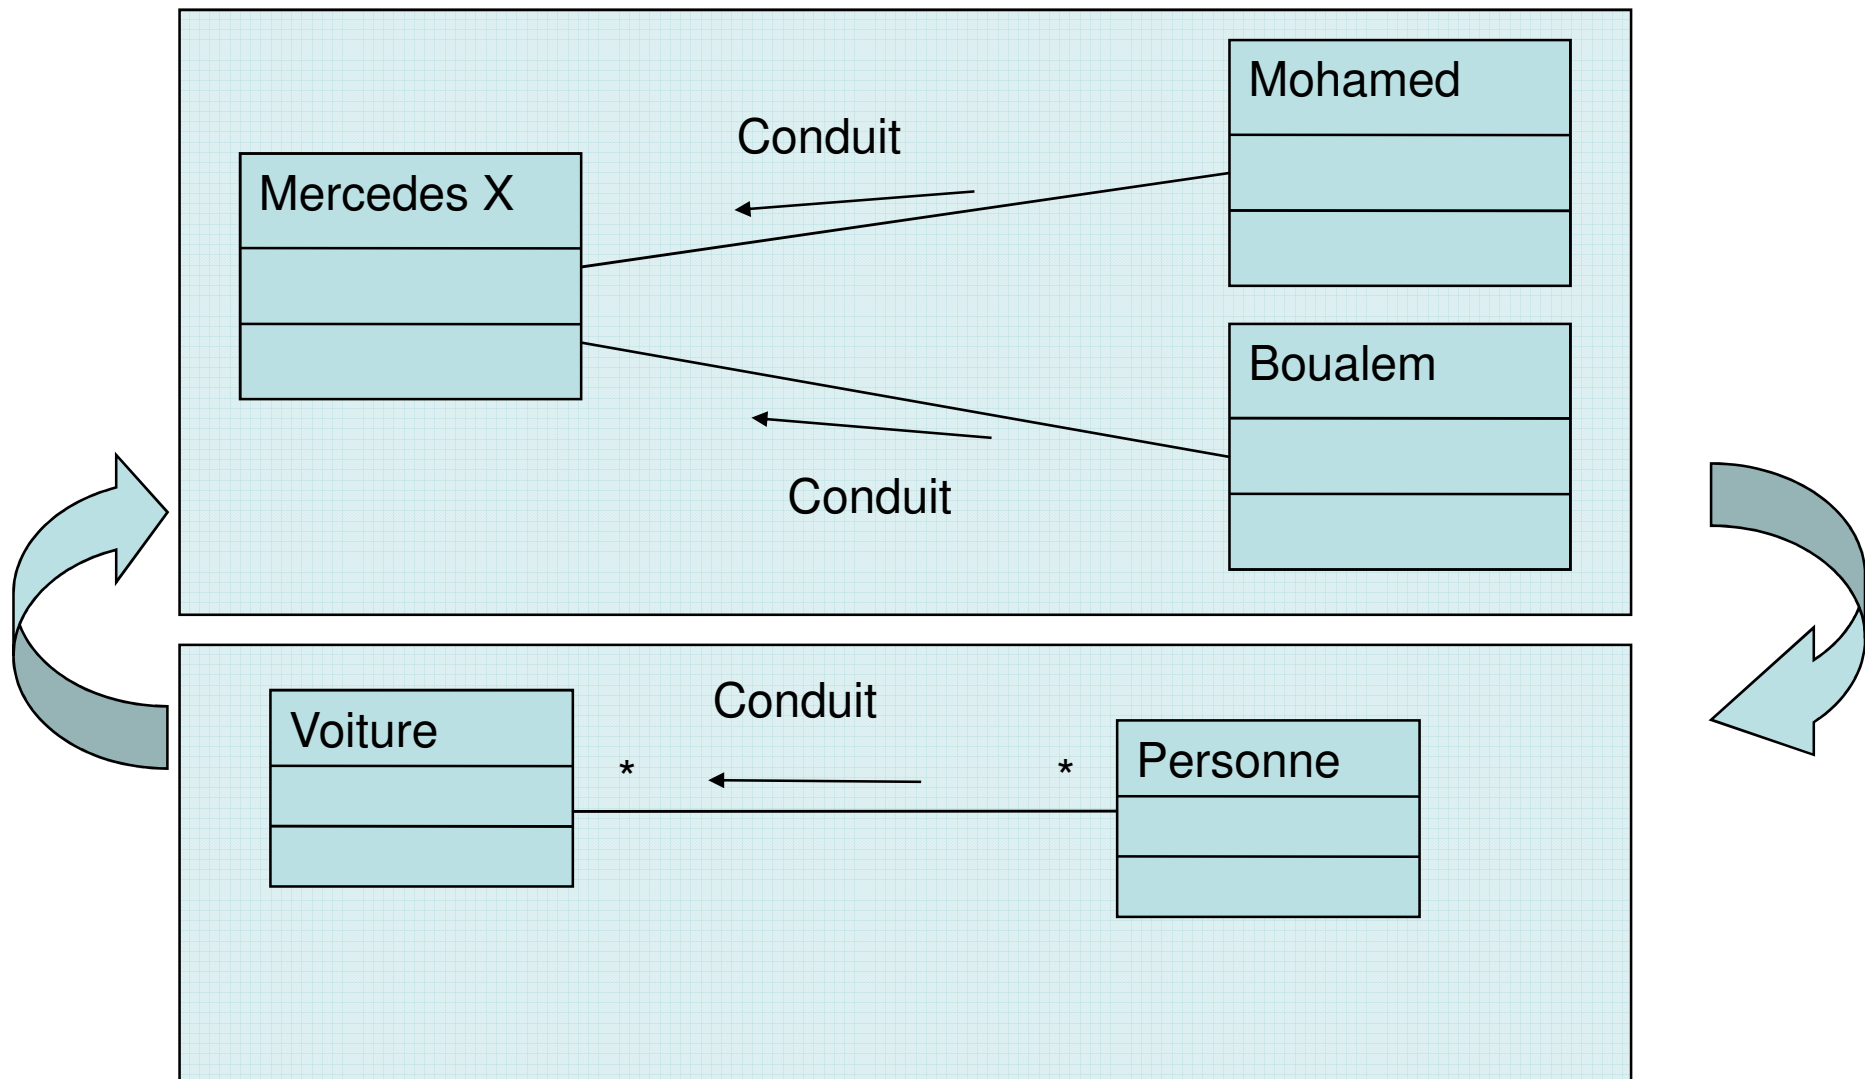 Mohamed
Conduit
Mercedes X
Boualem
Conduit
Conduit
Voiture
* *
Personne